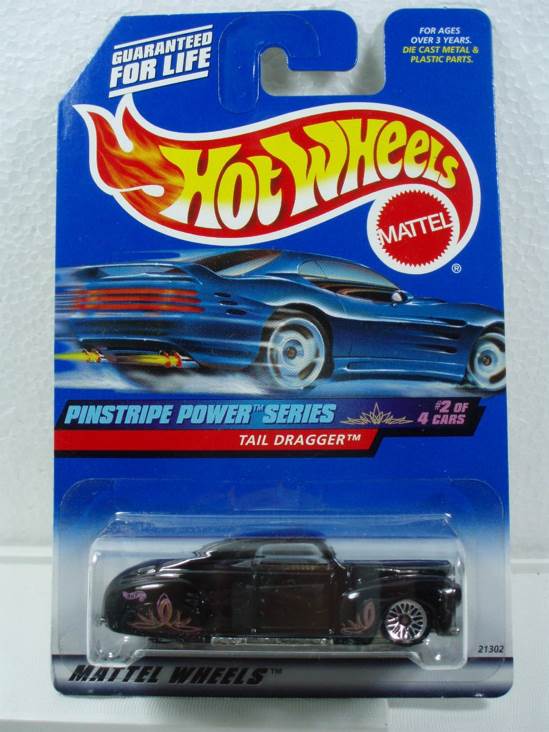 GUARANTEED
FOR LIFE
FOR AGES
OVER 3 YEARS.
DIE CAST METAL &
PLASTIC PARTS.
HOT WHEELS
MATTEL
®
PINSTRIPE POWER™ SERIES
#2 OF
4 CARS
TAIL DRAGGER™
21302
MATTEL WHEELS™